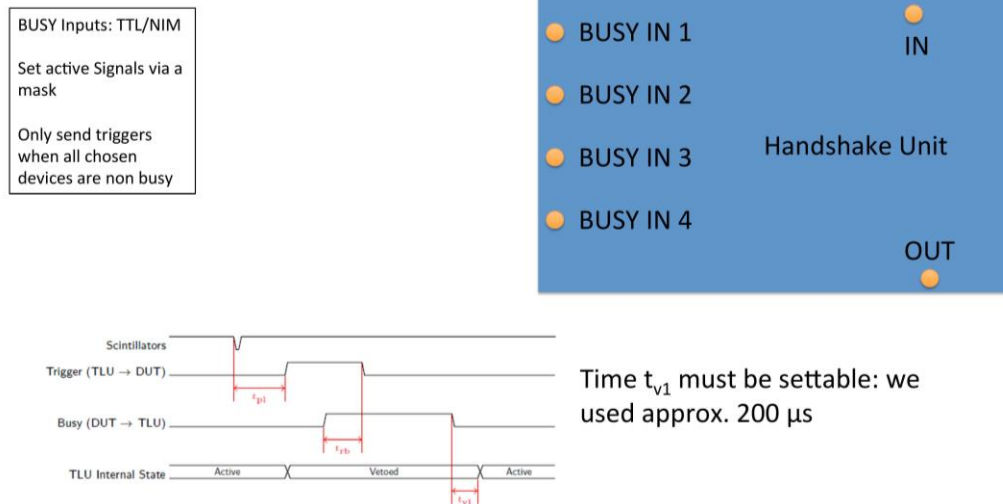 BUSY Inputs: TTL/NIM
Set active Signals via a
mask
Only send triggers
when all chosen
devices are non busy
BUSY IN 1
BUSY IN 2
BUSY IN 3
BUSY IN 4
IN
Handshake Unit
OUT
Scintillators
Trigger (TLU → DUT)
t_pl
Busy (DUT → TLU)
t_rb
TLU Internal State
Active
Vetoed
Active
t_v1
Time t_v1 must be settable: we
used approx. 200 μs